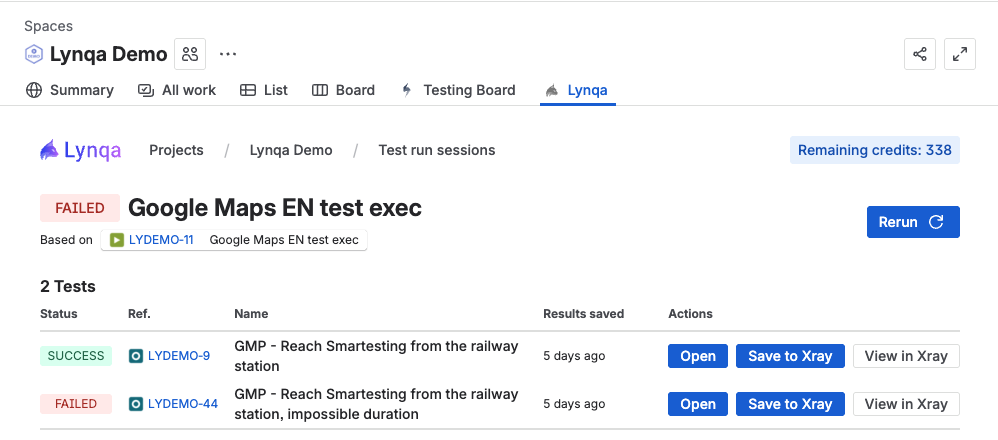 Spaces
Lynqa Demo
Summary All work List Board Testing Board Lynqa
Lynqa Projects / Lynqa Demo / Test run sessions Remaining credits: 338
FAILED Google Maps EN test exec
Rerun
Based on LYDEMO-11 Google Maps EN test exec
2 Tests
Status Ref. Name Results saved Actions
SUCCESS LYDEMO-9 GMP - Reach Smartesting from the railway
station 5 days ago Open Save to Xray View in Xray
FAILED LYDEMO-44 GMP - Reach Smartesting from the railway
station, impossible duration 5 days ago Open Save to Xray View in Xray